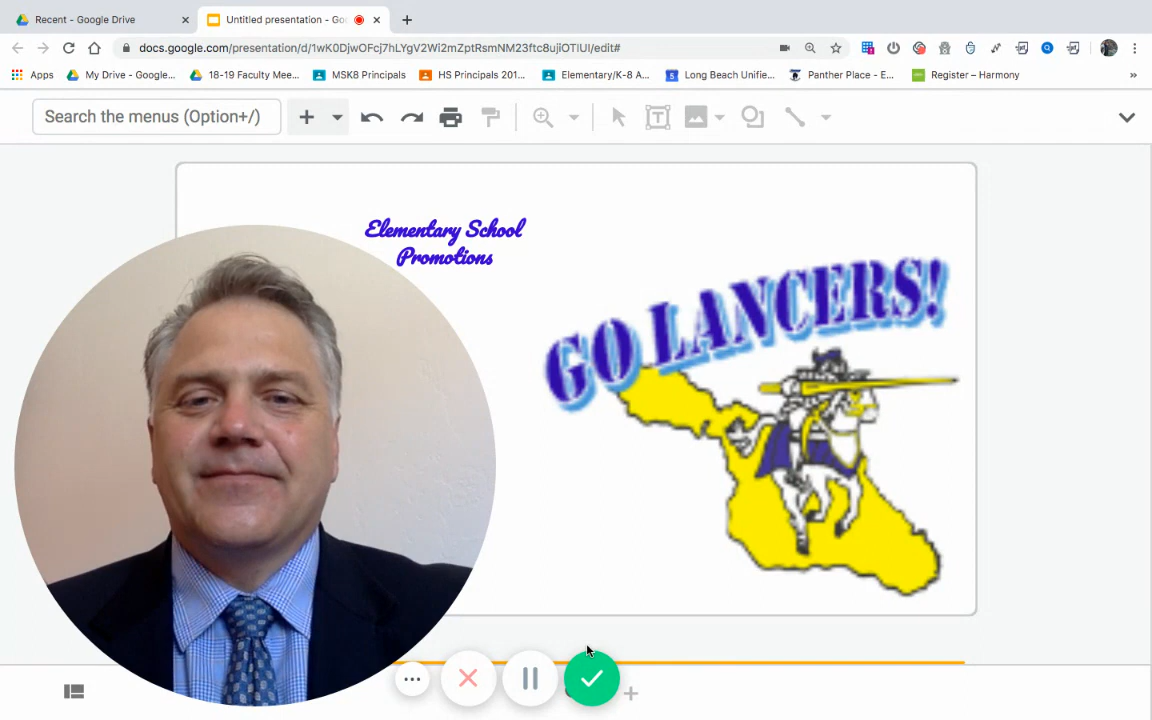 Recent - Google Drive
Untitled presentation - Go
docs.google.com/presentation/d/1wK0DjwOFcj7hLYgV2Wi2mZptRsmNM23ftc8ujlOTIUI/edit#
Apps
My Drive - Google...
18-19 Faculty Mee...
MSK8 Principals
HS Principals 201...
Elementary/K-8 A...
Long Beach Unifie...
Panther Place - E...
Register – Harmony
»
Search the menus (Option+/)
Elementary School
Promotions
GO LANCERS!